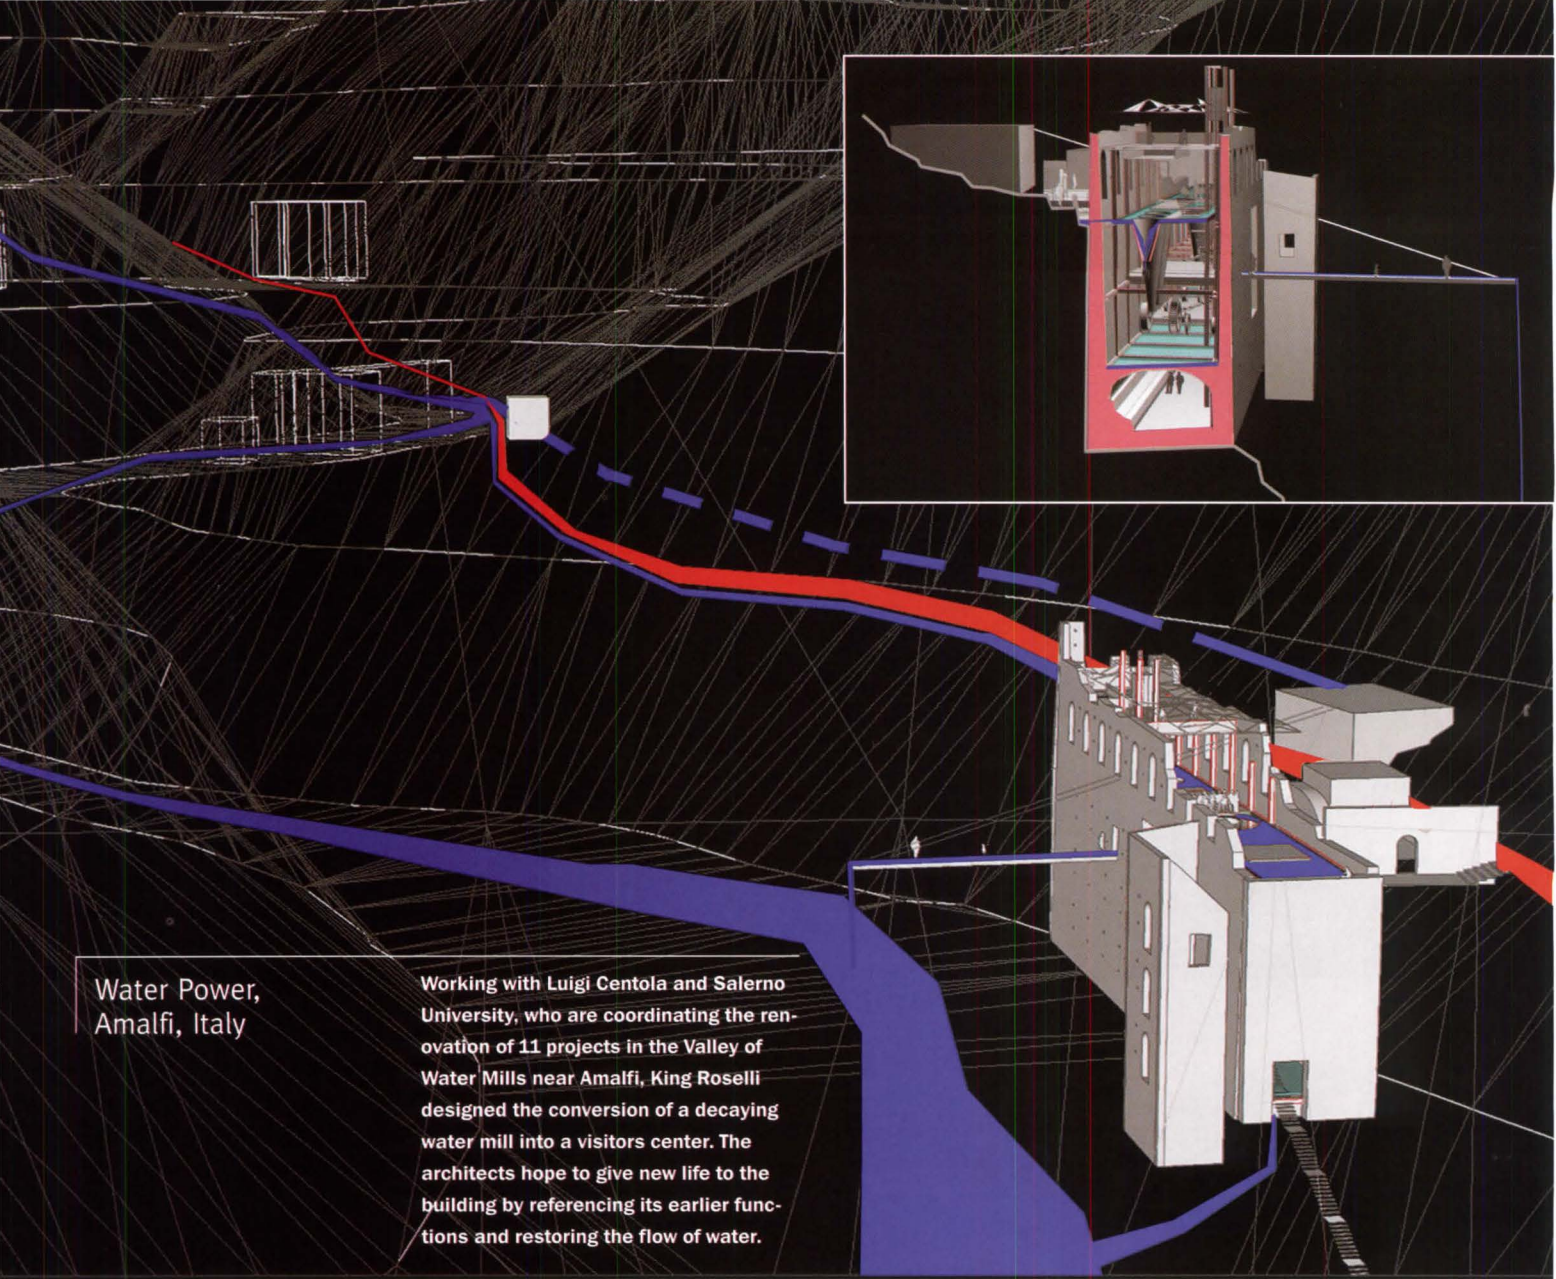 Water Power,
Amalfi, Italy
Working with Luigi Centola and Salerno
University, who are coordinating the ren-
ovation of 11 projects in the Valley of
Water Mills near Amalfi, King Roselli
designed the conversion of a decaying
water mill into a visitors center. The
architects hope to give new life to the
building by referencing its earlier func-
tions and restoring the flow of water.